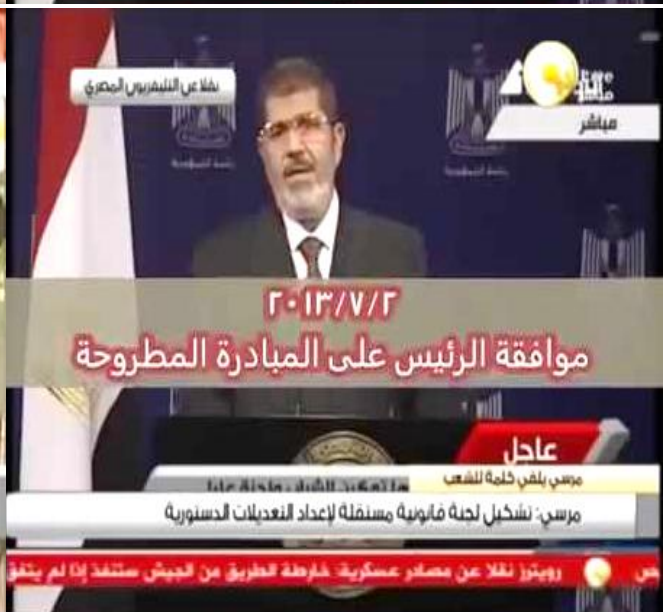 نقلا عن التليفزيون المصري
مباشر
٢٠١٣/٧/٢
موافقة الرئيس على المبادرة المطروحة
عاجل
مرسي يلقي كلمة للشعب
مرسي: تشكيل لجنة قانونية مستقلة لإعداد التعديلات الدستورية
رويترز نقلا عن مصادر عسكرية: خارطة الطريق من الجيش ستنفذ إذا لم يتفق